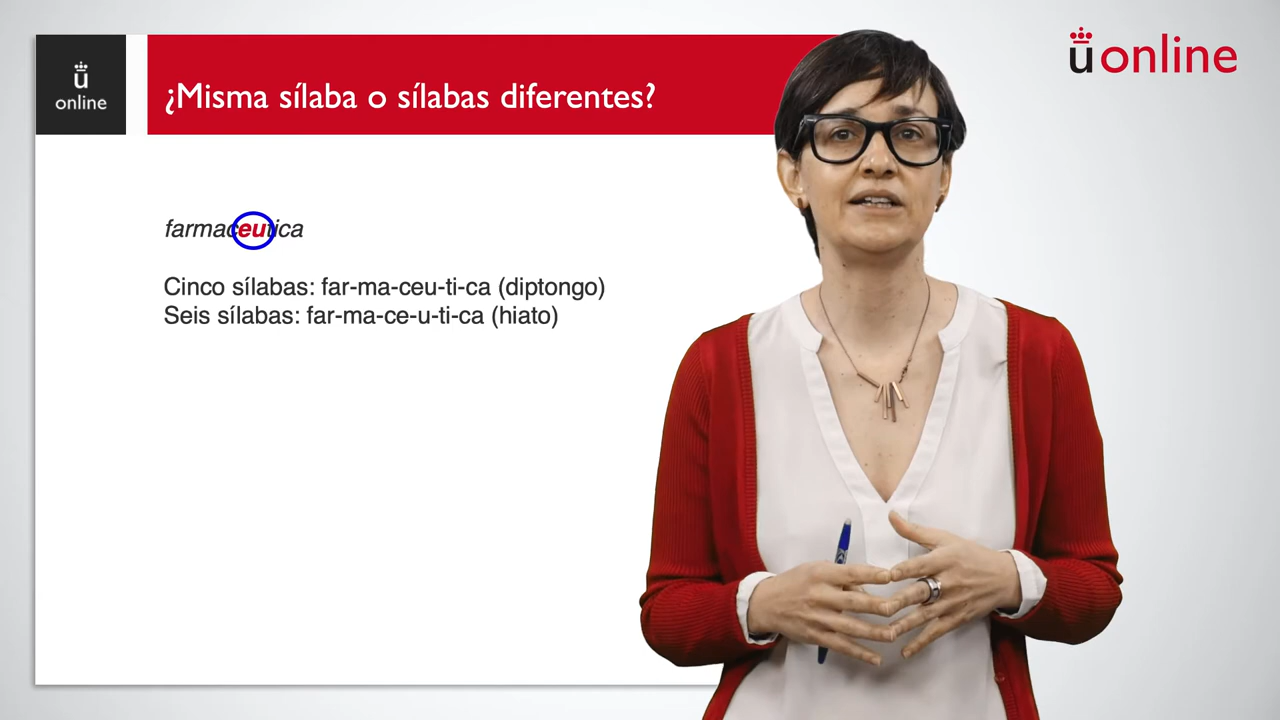 ü
online
¿Misma sílaba o sílabas diferentes?
üonline
farmaceutica
Cinco sílabas: far-ma-ceu-ti-ca (diptongo)
Seis sílabas: far-ma-ce-u-ti-ca (hiato)